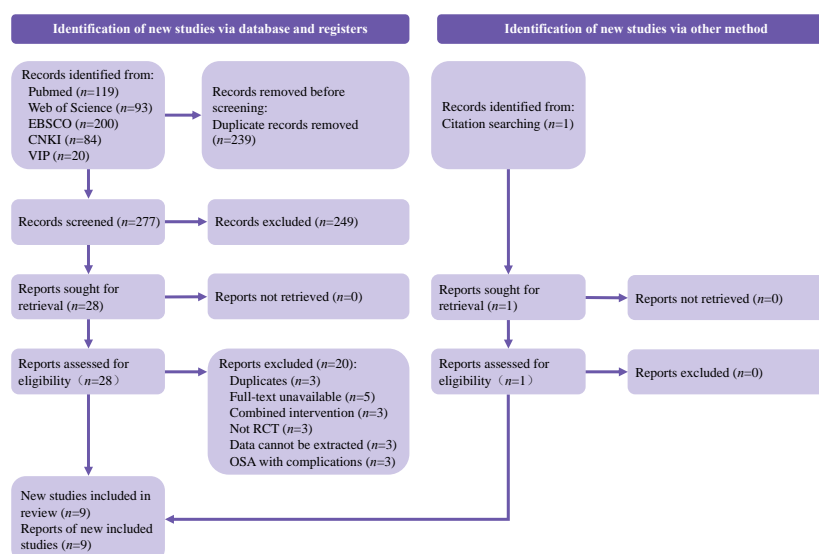 Identification of new studies via database and registers
Identification of new studies via other method
Records identified from:
Pubmed (n=119)
Web of Science (n=93)
EBSCO (n=200)
CNKI (n=84)
VIP (n=20)
Records removed before
screening:
Duplicate records removed
(n=239)
Records identified from:
Citation searching (n=1)
Records screened (n=277)
Records excluded (n=249)
Reports sought for
retrieval (n=28)
Reports not retrieved (n=0)
Reports sought for
retrieval (n=1)
Reports not retrieved (n=0)
Reports assessed for
eligibility（n=28）
Reports excluded (n=20):
Duplicates (n=3)
Full-text unavailable (n=5)
Combined intervention (n=3)
Not RCT (n=3)
Data cannot be extracted (n=3)
OSA with complications (n=3)
Reports assessed for
eligibility（n=1）
Reports excluded (n=0)
New studies included in
review (n=9)
Reports of new included
studies (n=9)